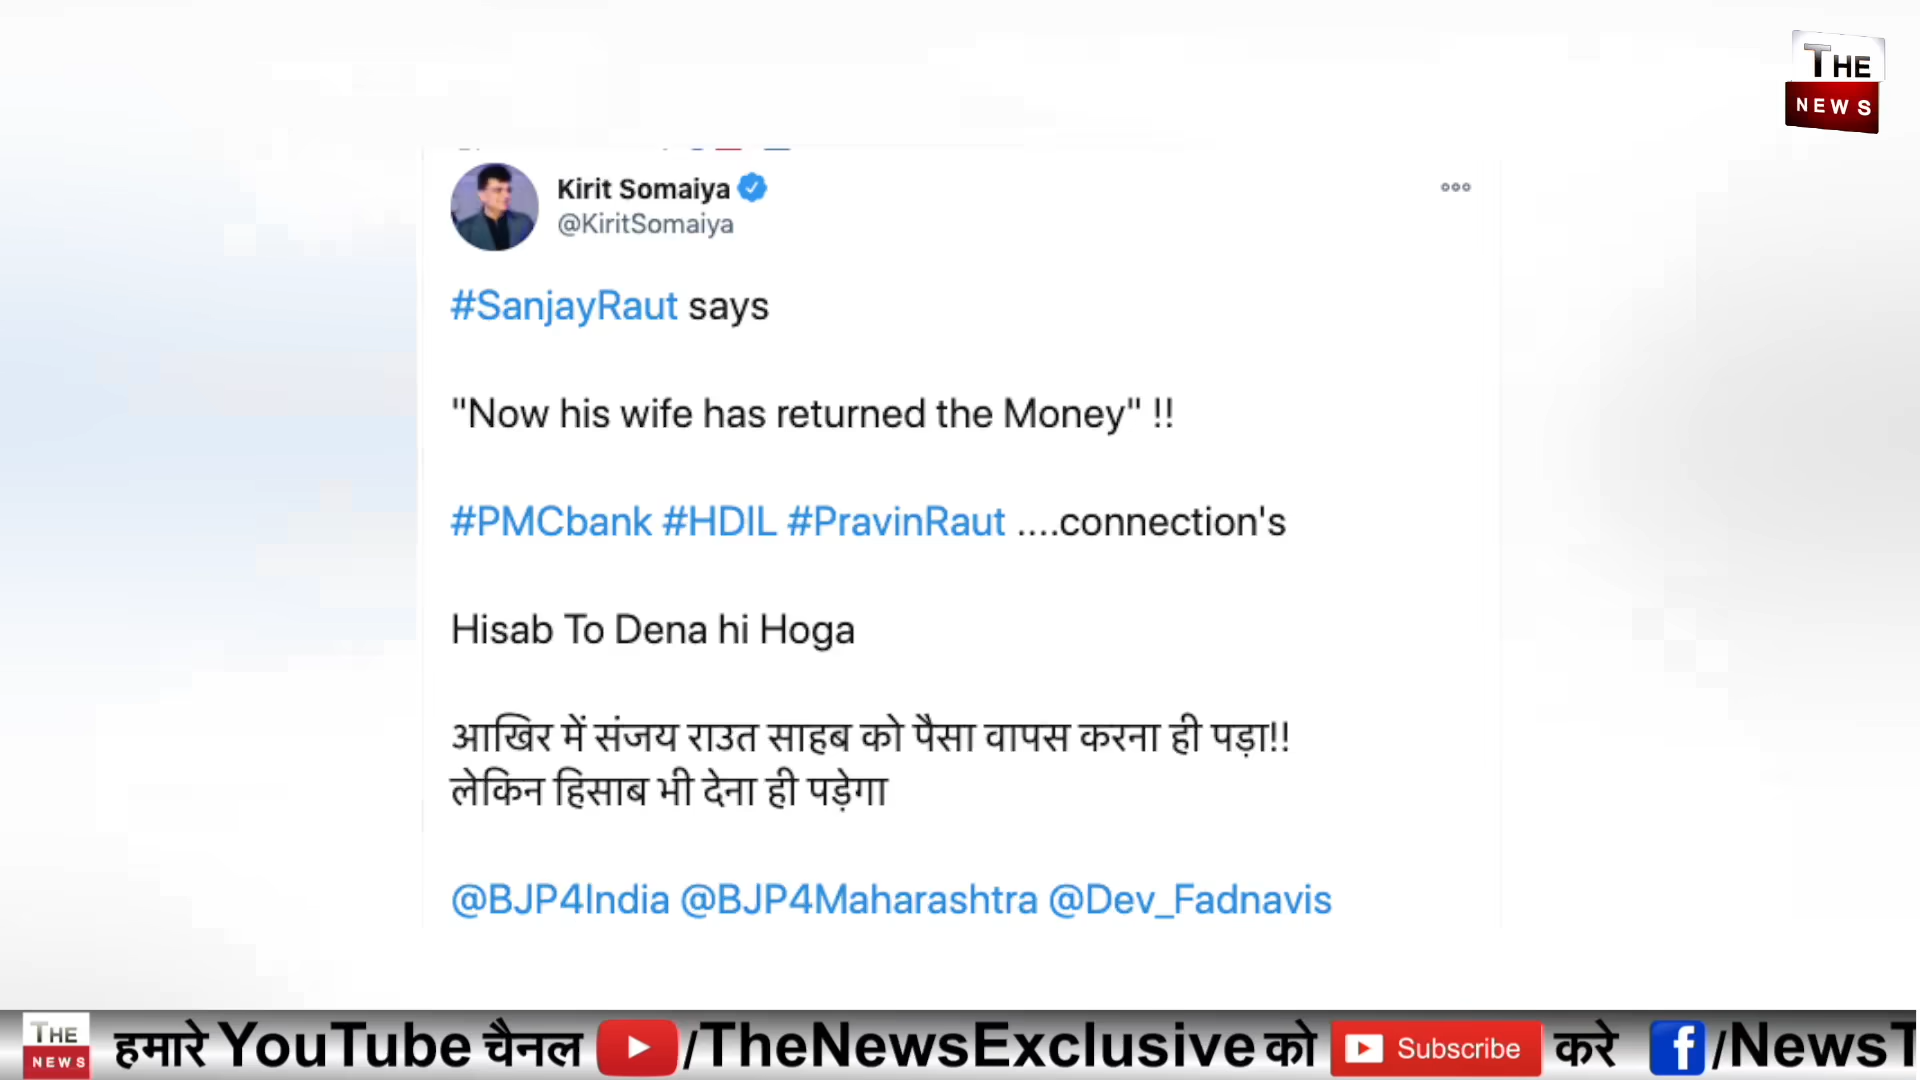 THE
NEWS
Kirit Somaiya
@KiritSomaiya
#SanjayRaut says
"Now his wife has returned the Money" !!
#PMCbank #HDIL #PravinRaut ....connection's
Hisab To Dena hi Hoga
आखिर में संजय राउत साहब को पैसा वापस करना ही पड़ा!!
लेकिन हिसाब भी देना ही पड़ेगा
@BJP4India @BJP4Maharashtra @Dev_Fadnavis
THE
NEWS
हमारे YouTube चैनल /TheNewsExclusive को Subscribe करे /NewsT